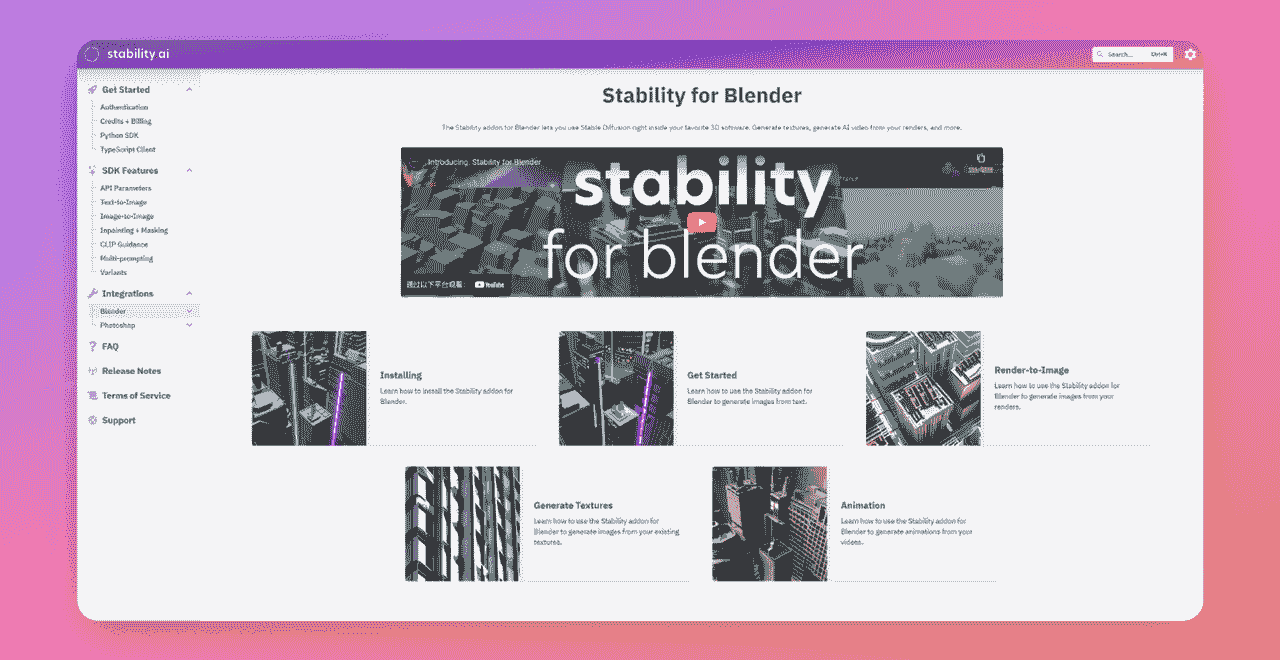 stability ai
Search...
Ctrl+K
Get Started
Authentication
Credits + Billing
Python SDK
TypeScript Client
SDK Features
API Parameters
Text-to-Image
Image-to-Image
Inpainting + Masking
CLIP Guidance
Multi-prompting
Variants
Integrations
Blender
Photoshop
FAQ
Release Notes
Terms of Service
Support
Stability for Blender
The Stability addon for Blender lets you use Stable Diffusion right inside your favorite 3D software. Generate textures, generate AI video from your renders, and more.
Introducing: Stability for Blender
stability
for blender
通过以下平台观看：
YouTube
Installing
Learn how to install the Stability addon for
Blender.
Get Started
Learn how to use the Stability addon for
Blender to generate images from text.
Render-to-Image
Learn how to use the Stability addon for
Blender to generate images from your
renders.
Generate Textures
Learn how to use the Stability addon for
Blender to generate images from your existing
textures.
Animation
Learn how to use the Stability addon for
Blender to generate animations from your
videos.